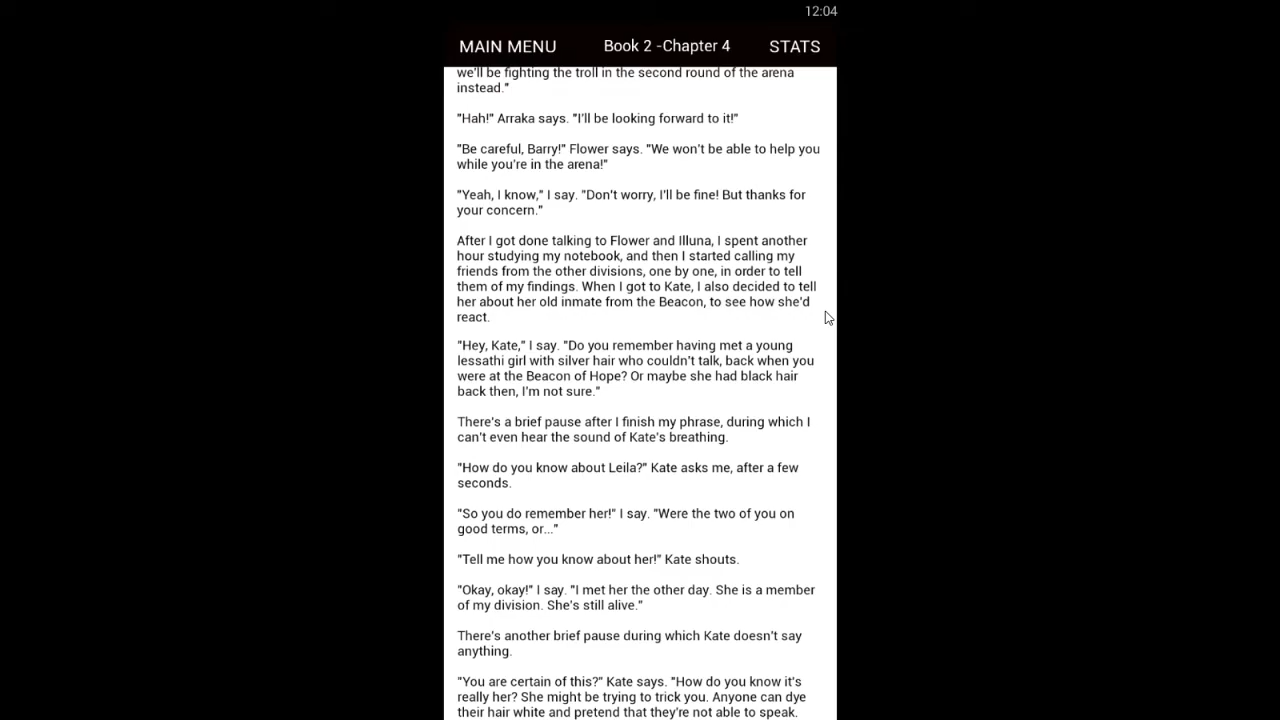 12:04
MAIN MENU
Book 2 -Chapter 4
STATS
we'll be fighting the troll in the second round of the arena
instead."
"Hah!" Arraka says. "I'll be looking forward to it!"
"Be careful, Barry!" Flower says. "We won't be able to help you
while you're in the arena!"
"Yeah, I know," I say. "Don't worry, I'll be fine! But thanks for
your concern."
After I got done talking to Flower and Illuna, I spent another
hour studying my notebook, and then I started calling my
friends from the other divisions, one by one, in order to tell
them of my findings. When I got to Kate, I also decided to tell
her about her old inmate from the Beacon, to see how she'd
react.
"Hey, Kate," I say. "Do you remember having met a young
lessathi girl with silver hair who couldn't talk, back when you
were at the Beacon of Hope? Or maybe she had black hair
back then, I'm not sure."
There's a brief pause after I finish my phrase, during which I
can't even hear the sound of Kate's breathing.
"How do you know about Leila?" Kate asks me, after a few
seconds.
"So you do remember her!" I say. "Were the two of you on
good terms, or..."
"Tell me how you know about her!" Kate shouts.
"Okay, okay!" I say. "I met her the other day. She is a member
of my division. She's still alive."
There's another brief pause during which Kate doesn't say
anything.
"You are certain of this?" Kate says. "How do you know it's
really her? She might be trying to trick you. Anyone can dye
their hair white and pretend that they're not able to speak.